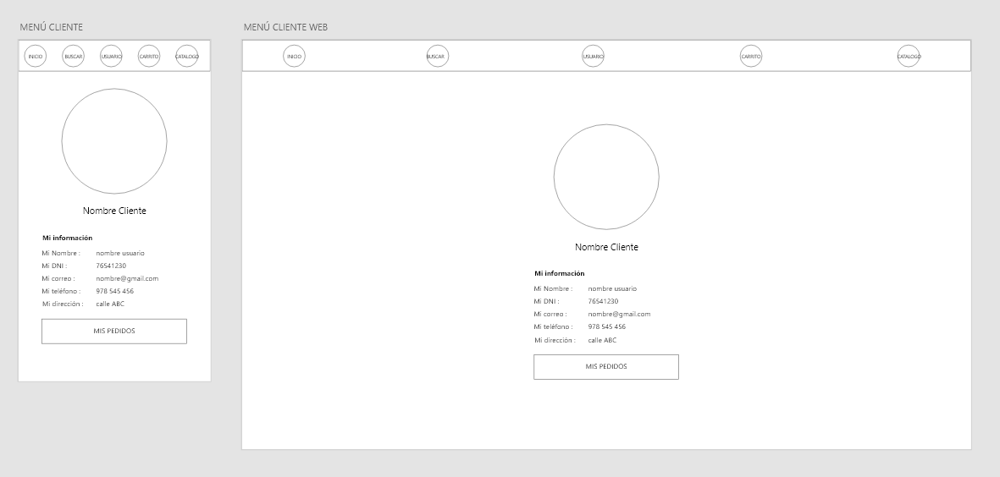 MENÚ CLIENTE
INICIO BUSCAR USUARIO CARRITO CATALOGO
Nombre Cliente
Mi información
Mi Nombre : nombre usuario
Mi DNI : 76541230
Mi correo : nombre@gmail.com
Mi teléfono : 978 545 456
Mi dirección : calle ABC
MIS PEDIDOS
MENÚ CLIENTE WEB
INICIO BUSCAR USUARIO CARRITO CATALOGO
Nombre Cliente
Mi información
Mi Nombre : nombre usuario
Mi DNI : 76541230
Mi correo : nombre@gmail.com
Mi teléfono : 978 545 456
Mi dirección : calle ABC
MIS PEDIDOS